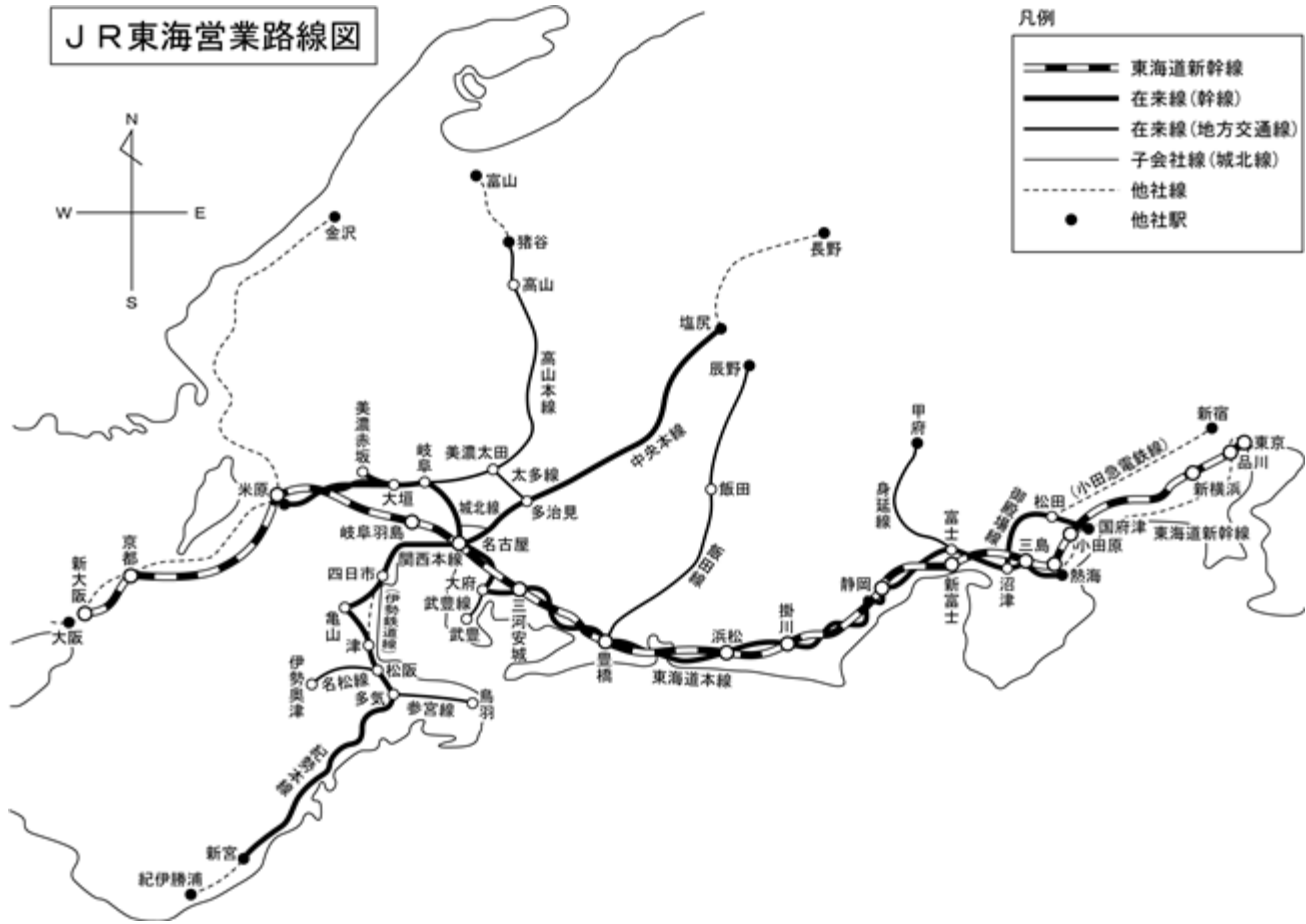 JR東海営業路線図
凡例
東海道新幹線
在来線(幹線)
在来線(地方交通線)
子会社線(城北線)
他社線
他社駅
N
W
E
S
富山
金沢
猪谷
高山
長野
塩尻
辰野
高山本線
美濃赤坂
岐阜
美濃太田
太多線
中央本線
甲府
新宿
(小田急電鉄線)
東京
品川
米原
大垣
城北線
多治見
飯田
身延線
御殿場線
松田
新横浜
岐阜羽島
名古屋
富士
国府津
東海道新幹線
京都
関西本線
飯田線
三島
小田原
新大阪
四日市
大府
静岡
熱海
大阪
(伊勢鉄道線)
武豊線
三河安城
新富士
沼津
亀山
武豊
掛川
津
豊橋
浜松
伊勢奥津
名松線
松阪
東海道本線
多気
参宮線
鳥羽
紀勢本線
新宮
紀伊勝浦